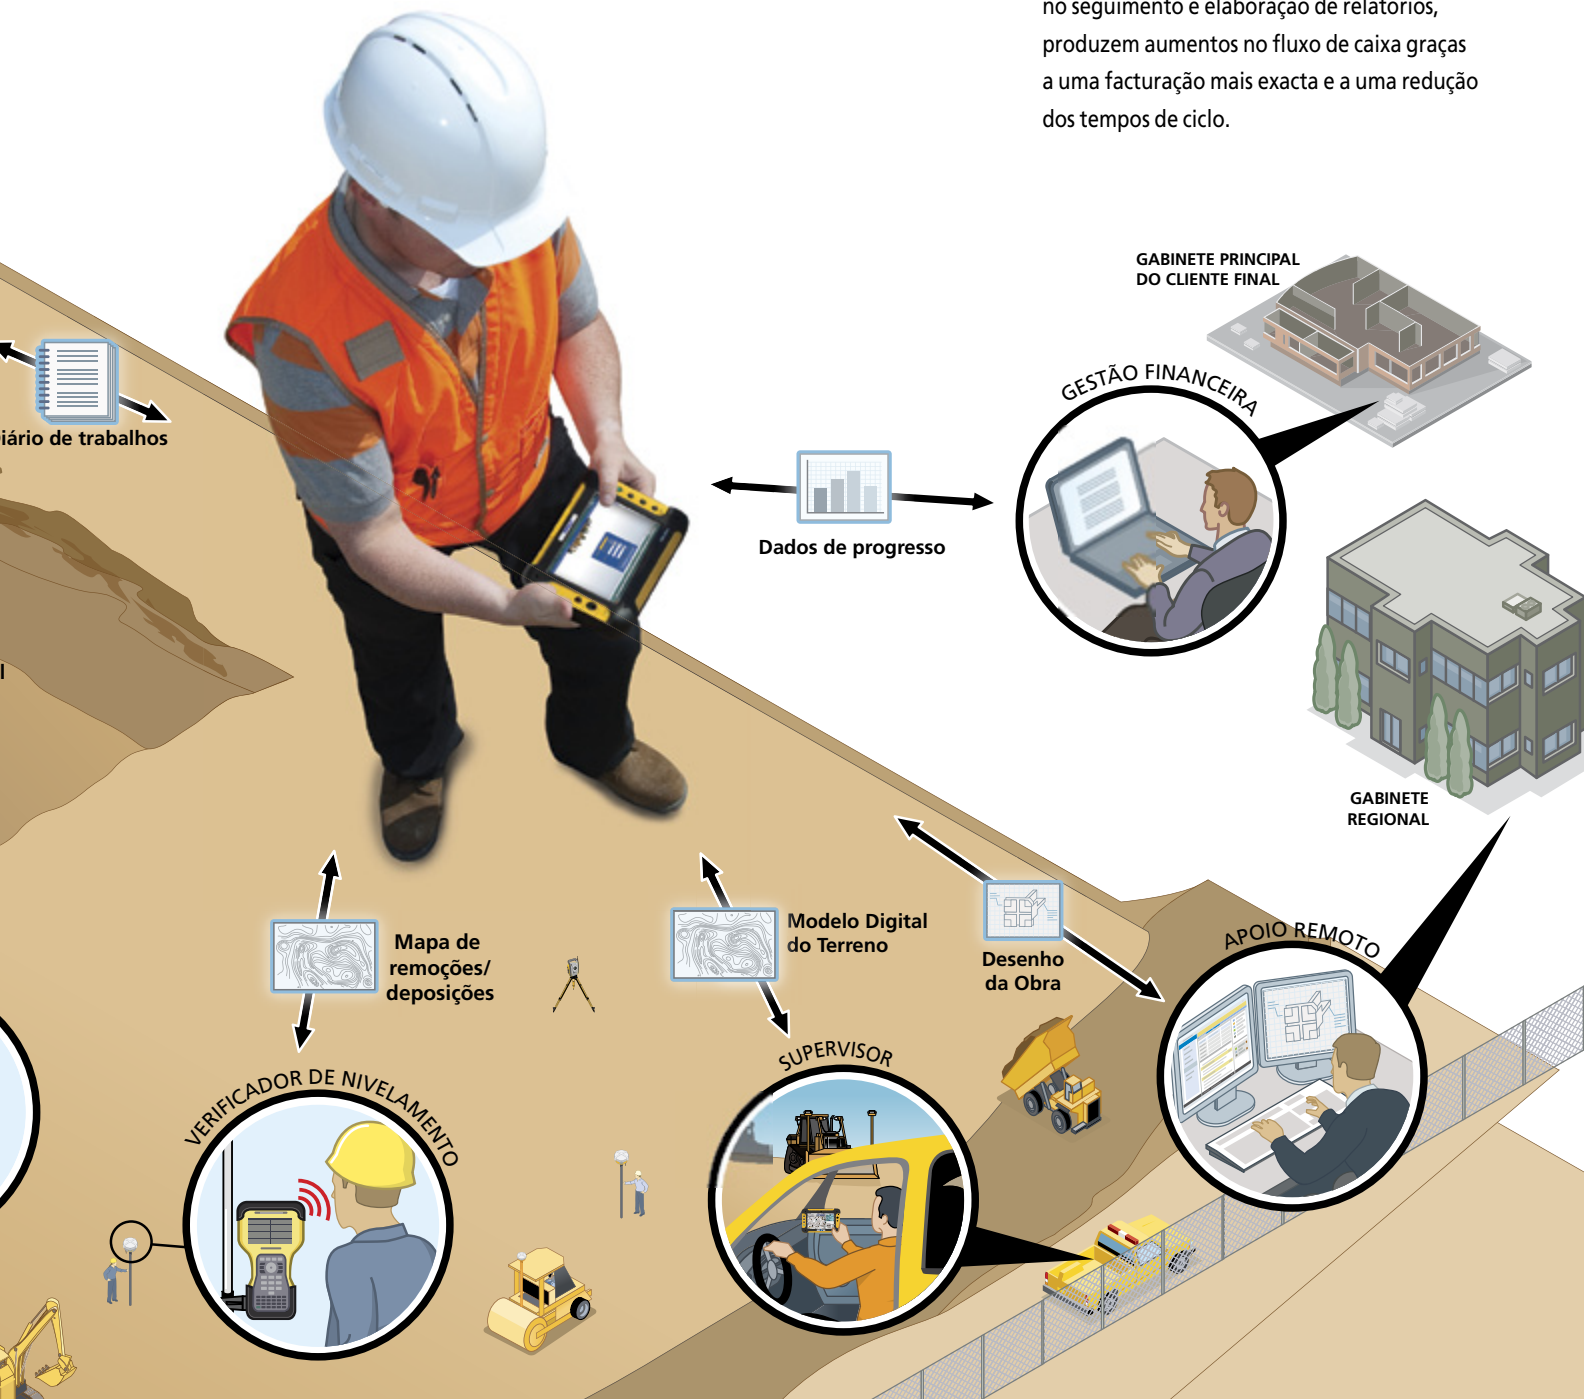 no seguimento e elaboração de relatórios,
produzem aumentos no fluxo de caixa graças
a uma facturação mais exacta e a uma redução
dos tempos de ciclo.
GABINETE PRINCIPAL
DO CLIENTE FINAL
GESTÃO FINANCEIRA
de trabalhos
Dados de progresso
GABINETE
REGIONAL
Modelo Digital
do Terreno
Mapa de
remoções/
deposições
Desenho
da Obra
APOIO REMOTO
SUPERVISOR
VERIFICADOR DE NIVELAMENTO